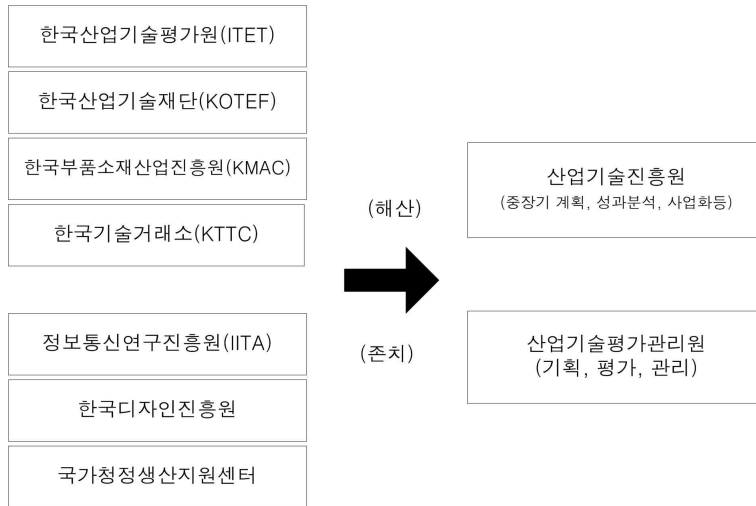 한국산업기술평가원(ITET)
한국산업기술재단(KOTEF)
한국부품소재산업진흥원(KMAC)
한국기술거래소(KTTC)
정보통신연구진흥원(IITA)
한국디자인진흥원
국가청정생산지원센터
(해산)
(존치)
산업기술진흥원
(중장기 계획, 성과분석, 사업화등)
산업기술평가관리원
(기획, 평가, 관리)